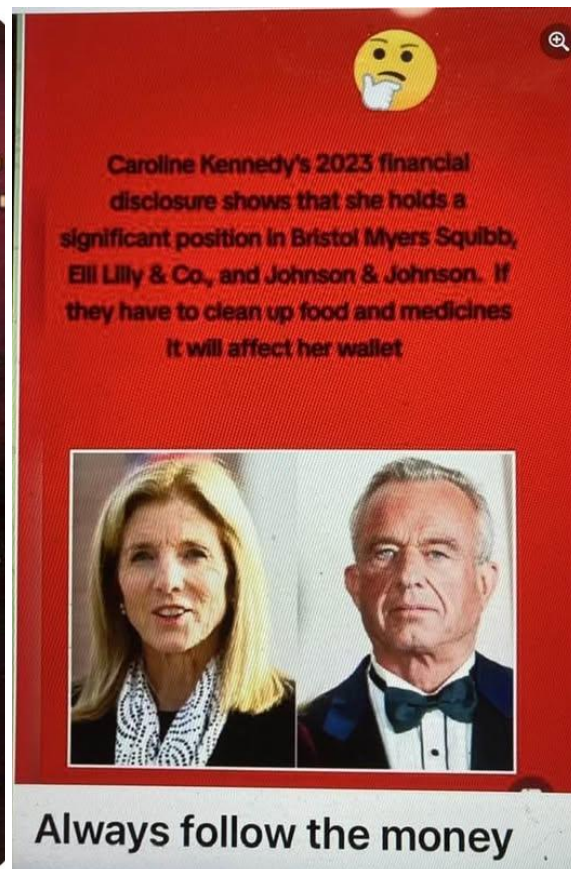 Caroline Kennedy's 2023 financial
disclosure shows that she holds a
significant position in Bristol Myers Squibb,
Eli Lilly & Co., and Johnson & Johnson. If
they have to clean up food and medicines
it will affect her wallet
Always follow the money